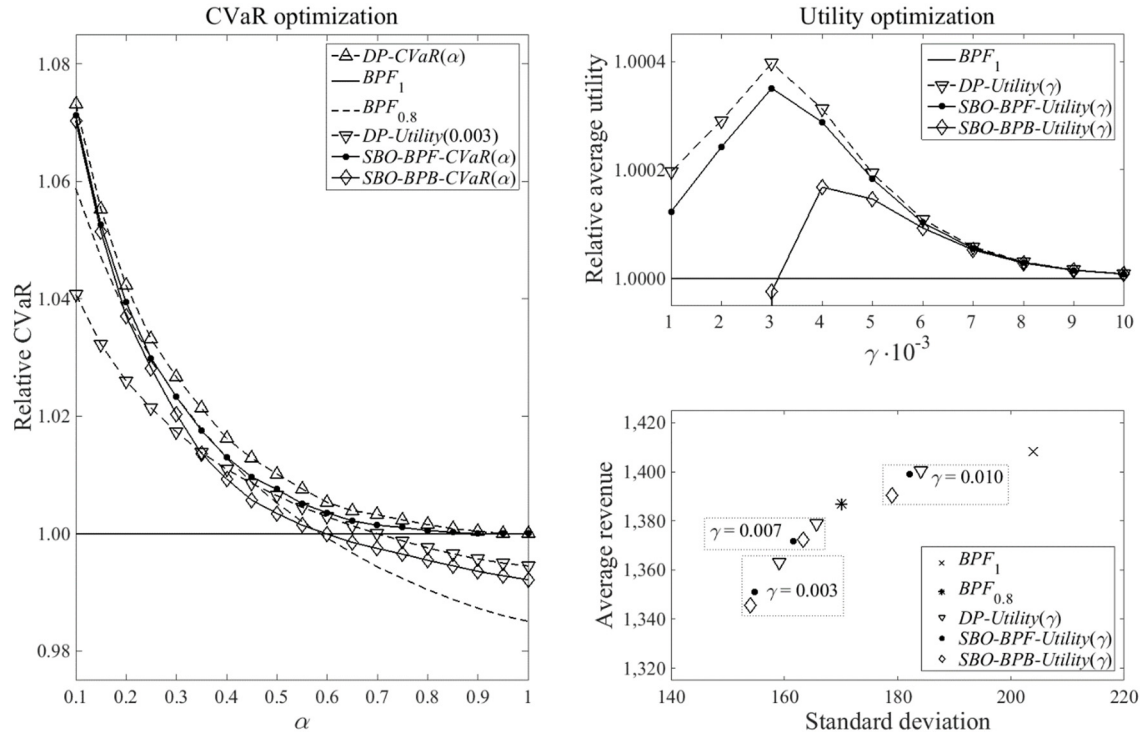 CVaR optimization
Relative CVaR
1.08
1.06
1.04
1.02
1.00
0.98
0.1 0.2 0.3 0.4 0.5 0.6 0.7 0.8 0.9 1
α
DP-CVaR(α)
BPF1
BPF0.8
DP-Utility(0.003)
SBO-BPF-CVaR(α)
SBO-BPB-CVaR(α)
Utility optimization
Relative average utility
1.0004
1.0002
1.0000
1 2 3 4 5 6 7 8 9 10
γ · 10-3
BPF1
DP-Utility(γ)
SBO-BPF-Utility(γ)
SBO-BPB-Utility(γ)
Average revenue
1,420
1,400
1,380
1,360
1,340
1,320
140 160 180 200 220
Standard deviation
γ = 0.010
γ = 0.007
γ = 0.003
BPF1
BPF0.8
DP-Utility(γ)
SBO-BPF-Utility(γ)
SBO-BPB-Utility(γ)